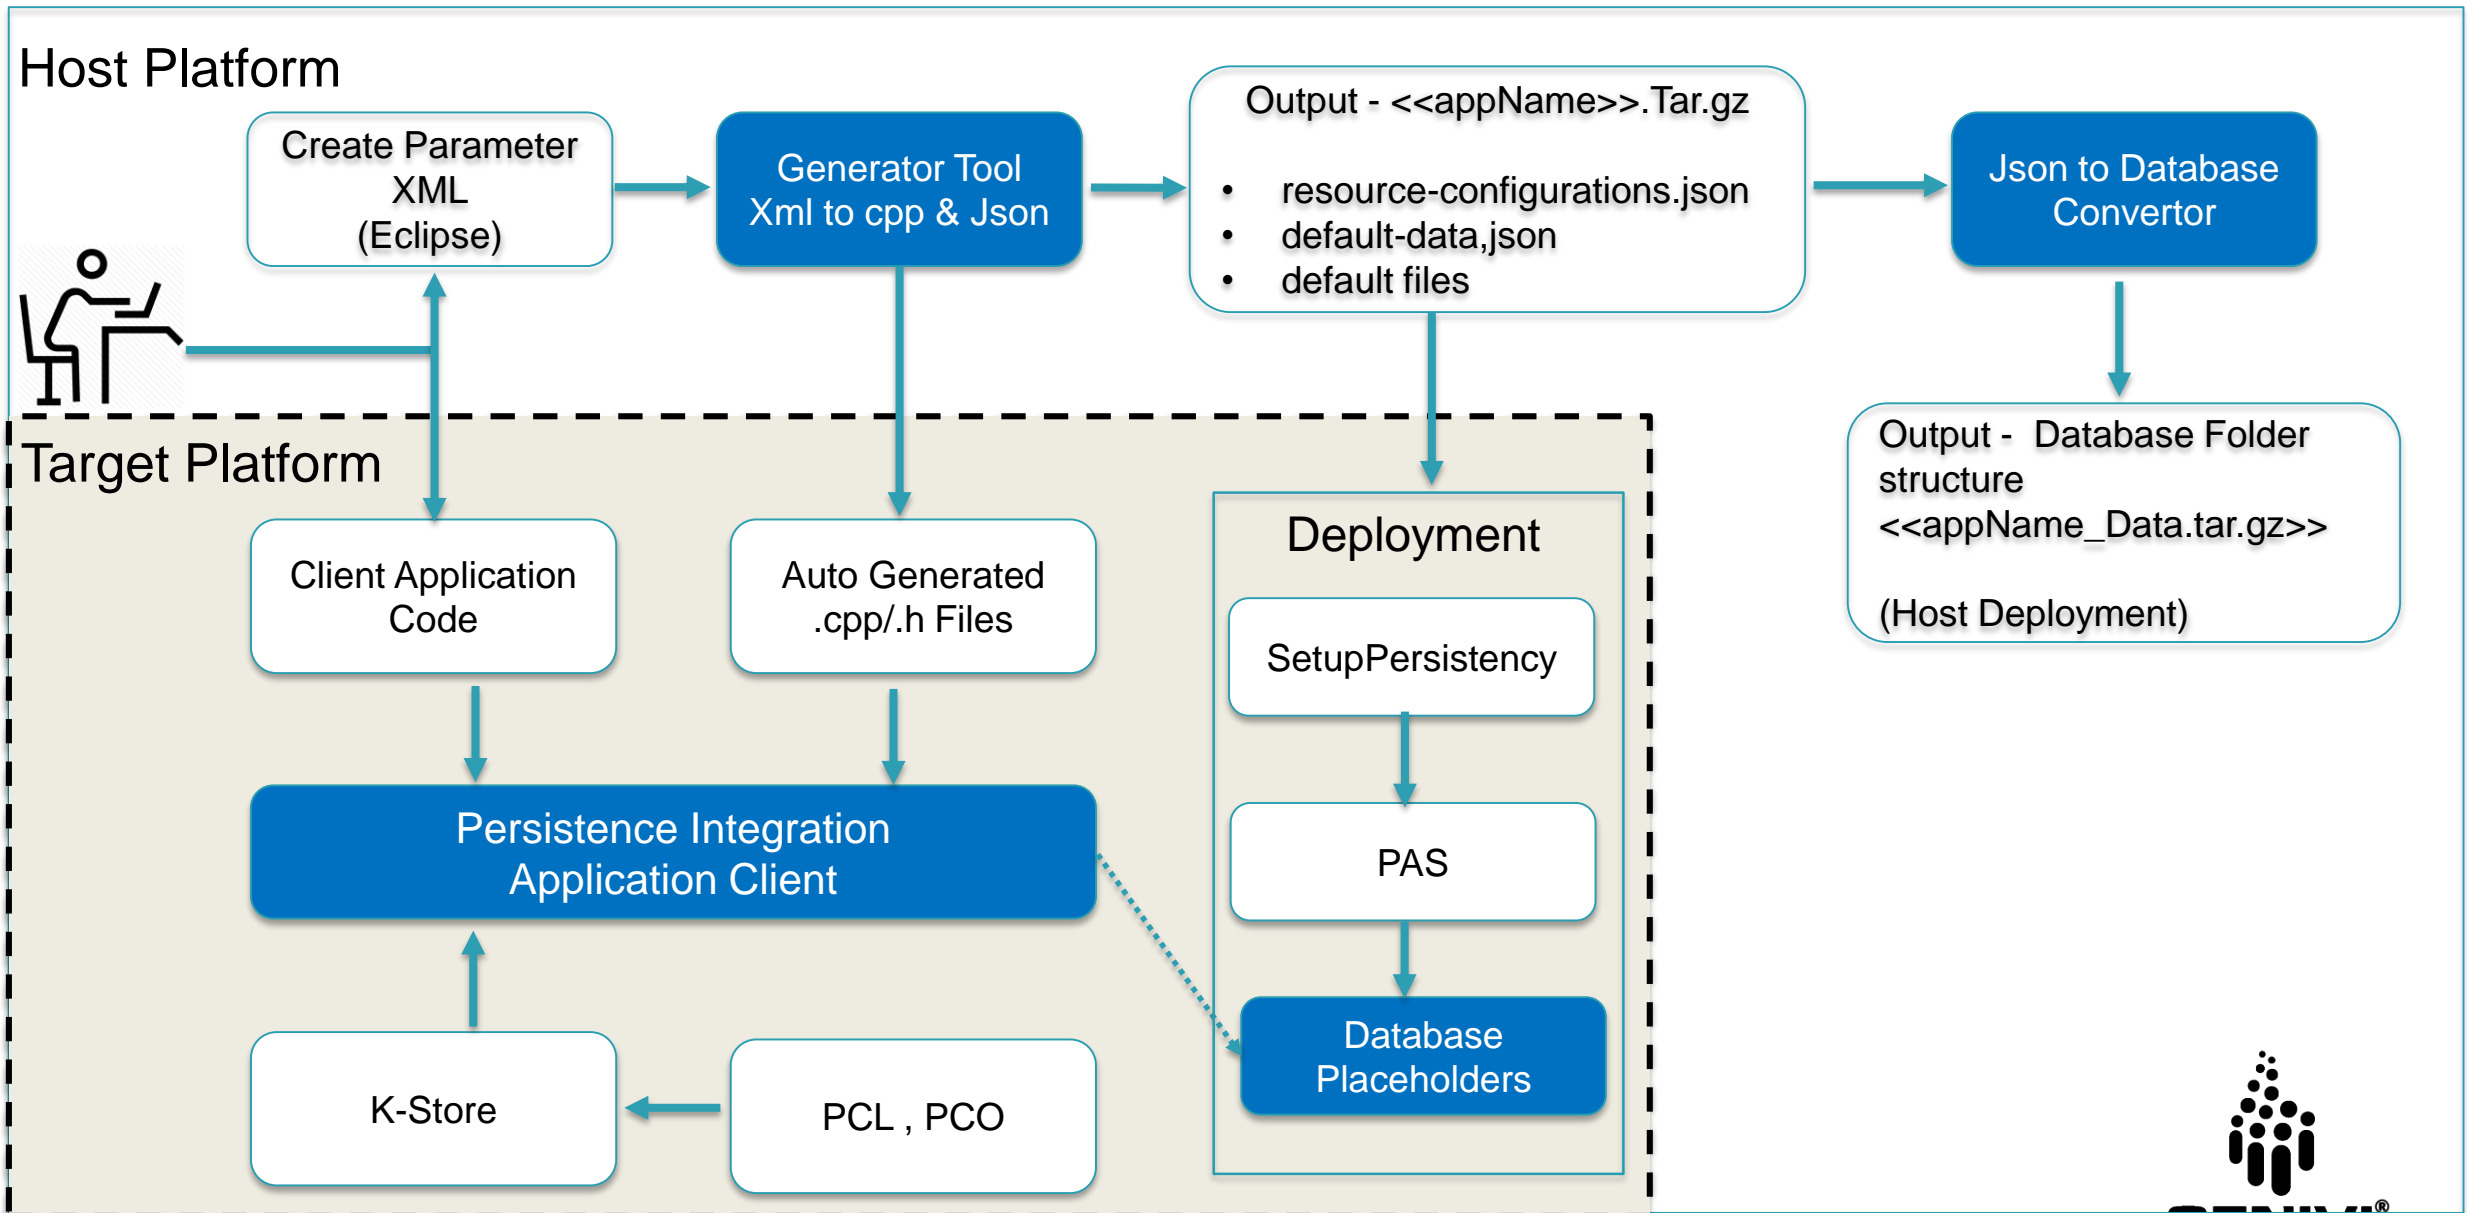 Host Platform
Create Parameter
XML
(Eclipse)
Generator Tool
Xml to cpp & Json
Output - <<appName>>.Tar.gz
• resource-configurations.json
• default-data,json
• default files
Json to Database
Convertor
Output - Database Folder
structure
<<appName_Data.tar.gz>>
(Host Deployment)
Target Platform
Client Application
Code
Auto Generated
.cpp/.h Files
Deployment
SetupPersistency
PAS
Database
Placeholders
Persistence Integration
Application Client
K-Store
PCL , PCO